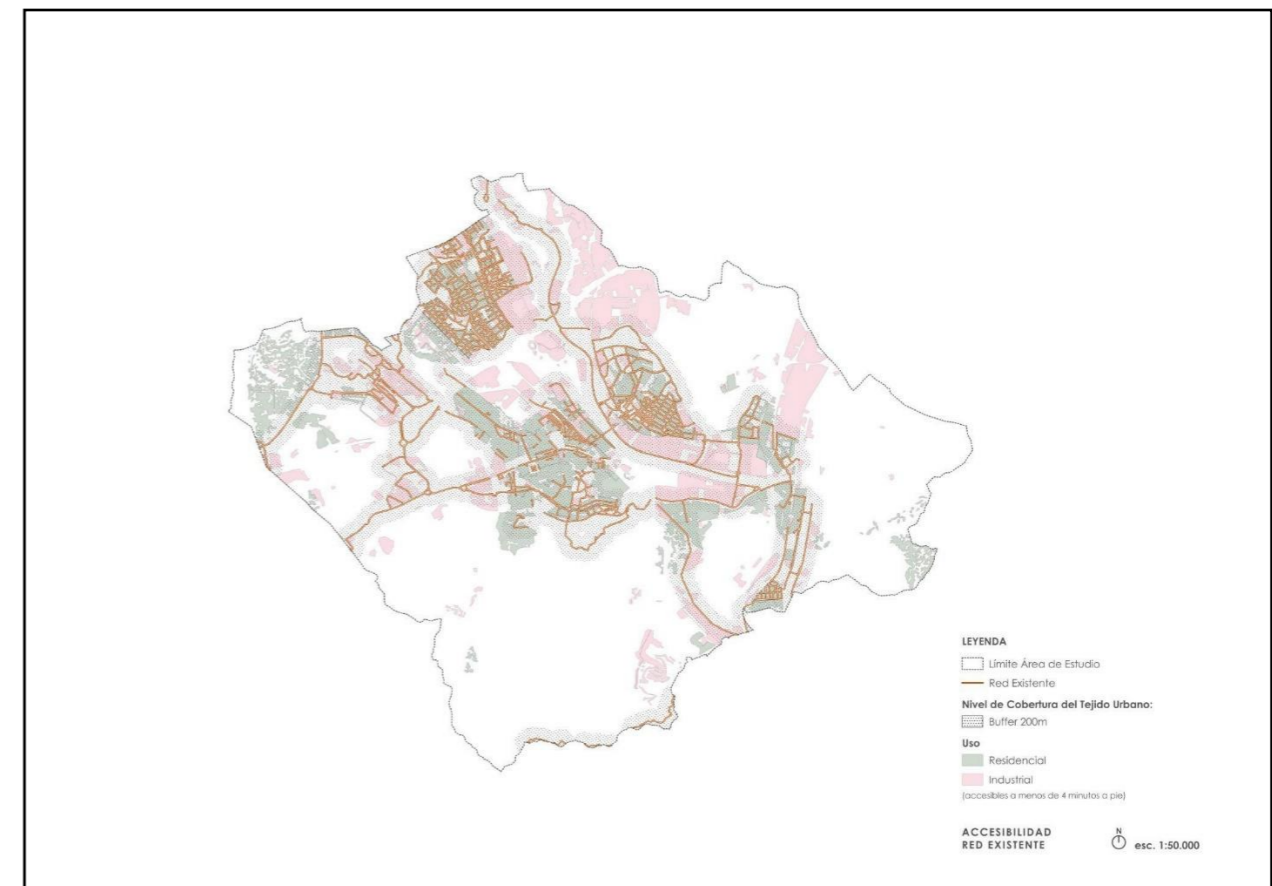 LEYENDA
Límite Área de Estudio
Red Existente
Nivel de Cobertura del Tejido Urbano:
Buffer 200m
Uso
Residencial
Industrial
(accesibles a menos de 4 minutos a pie)
ACCESIBILIDAD
RED EXISTENTE
N
esc. 1:50.000